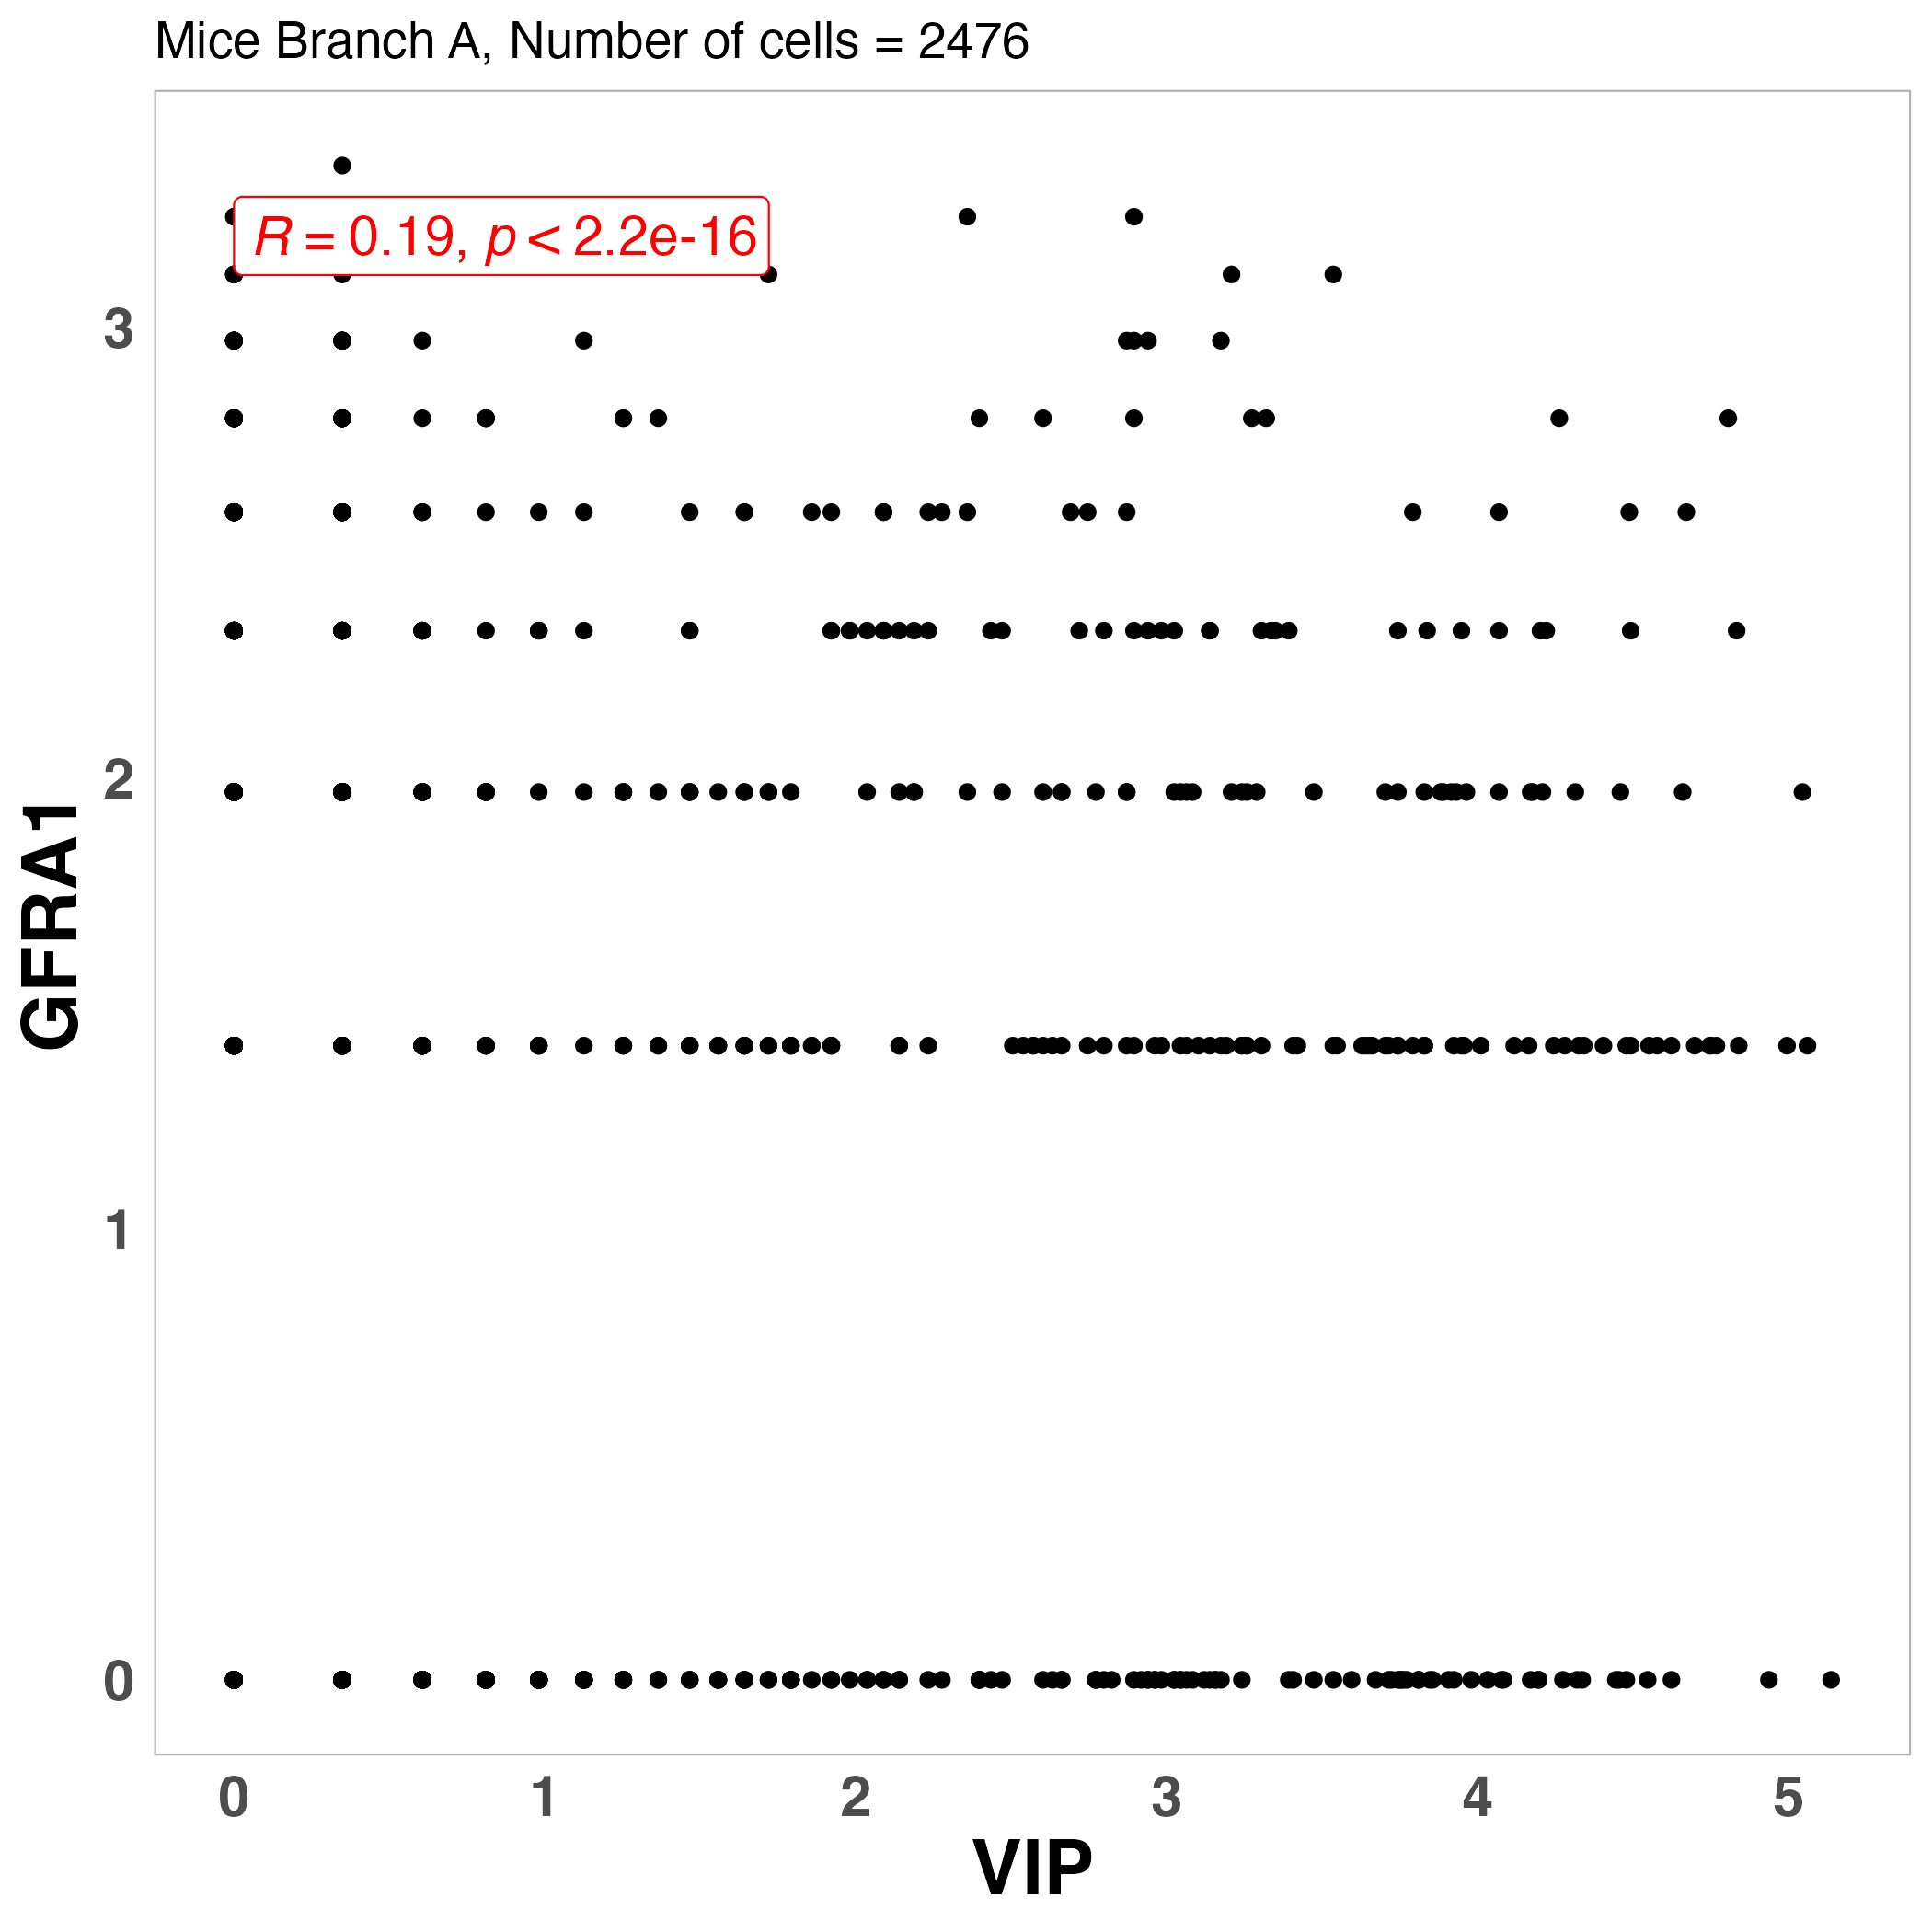 Mice Branch A, Number of cells = 2476
R = 0.19, p < 2.2e-16
3
2
1
0
GFRA1
0 1 2 3 4 5
VIP